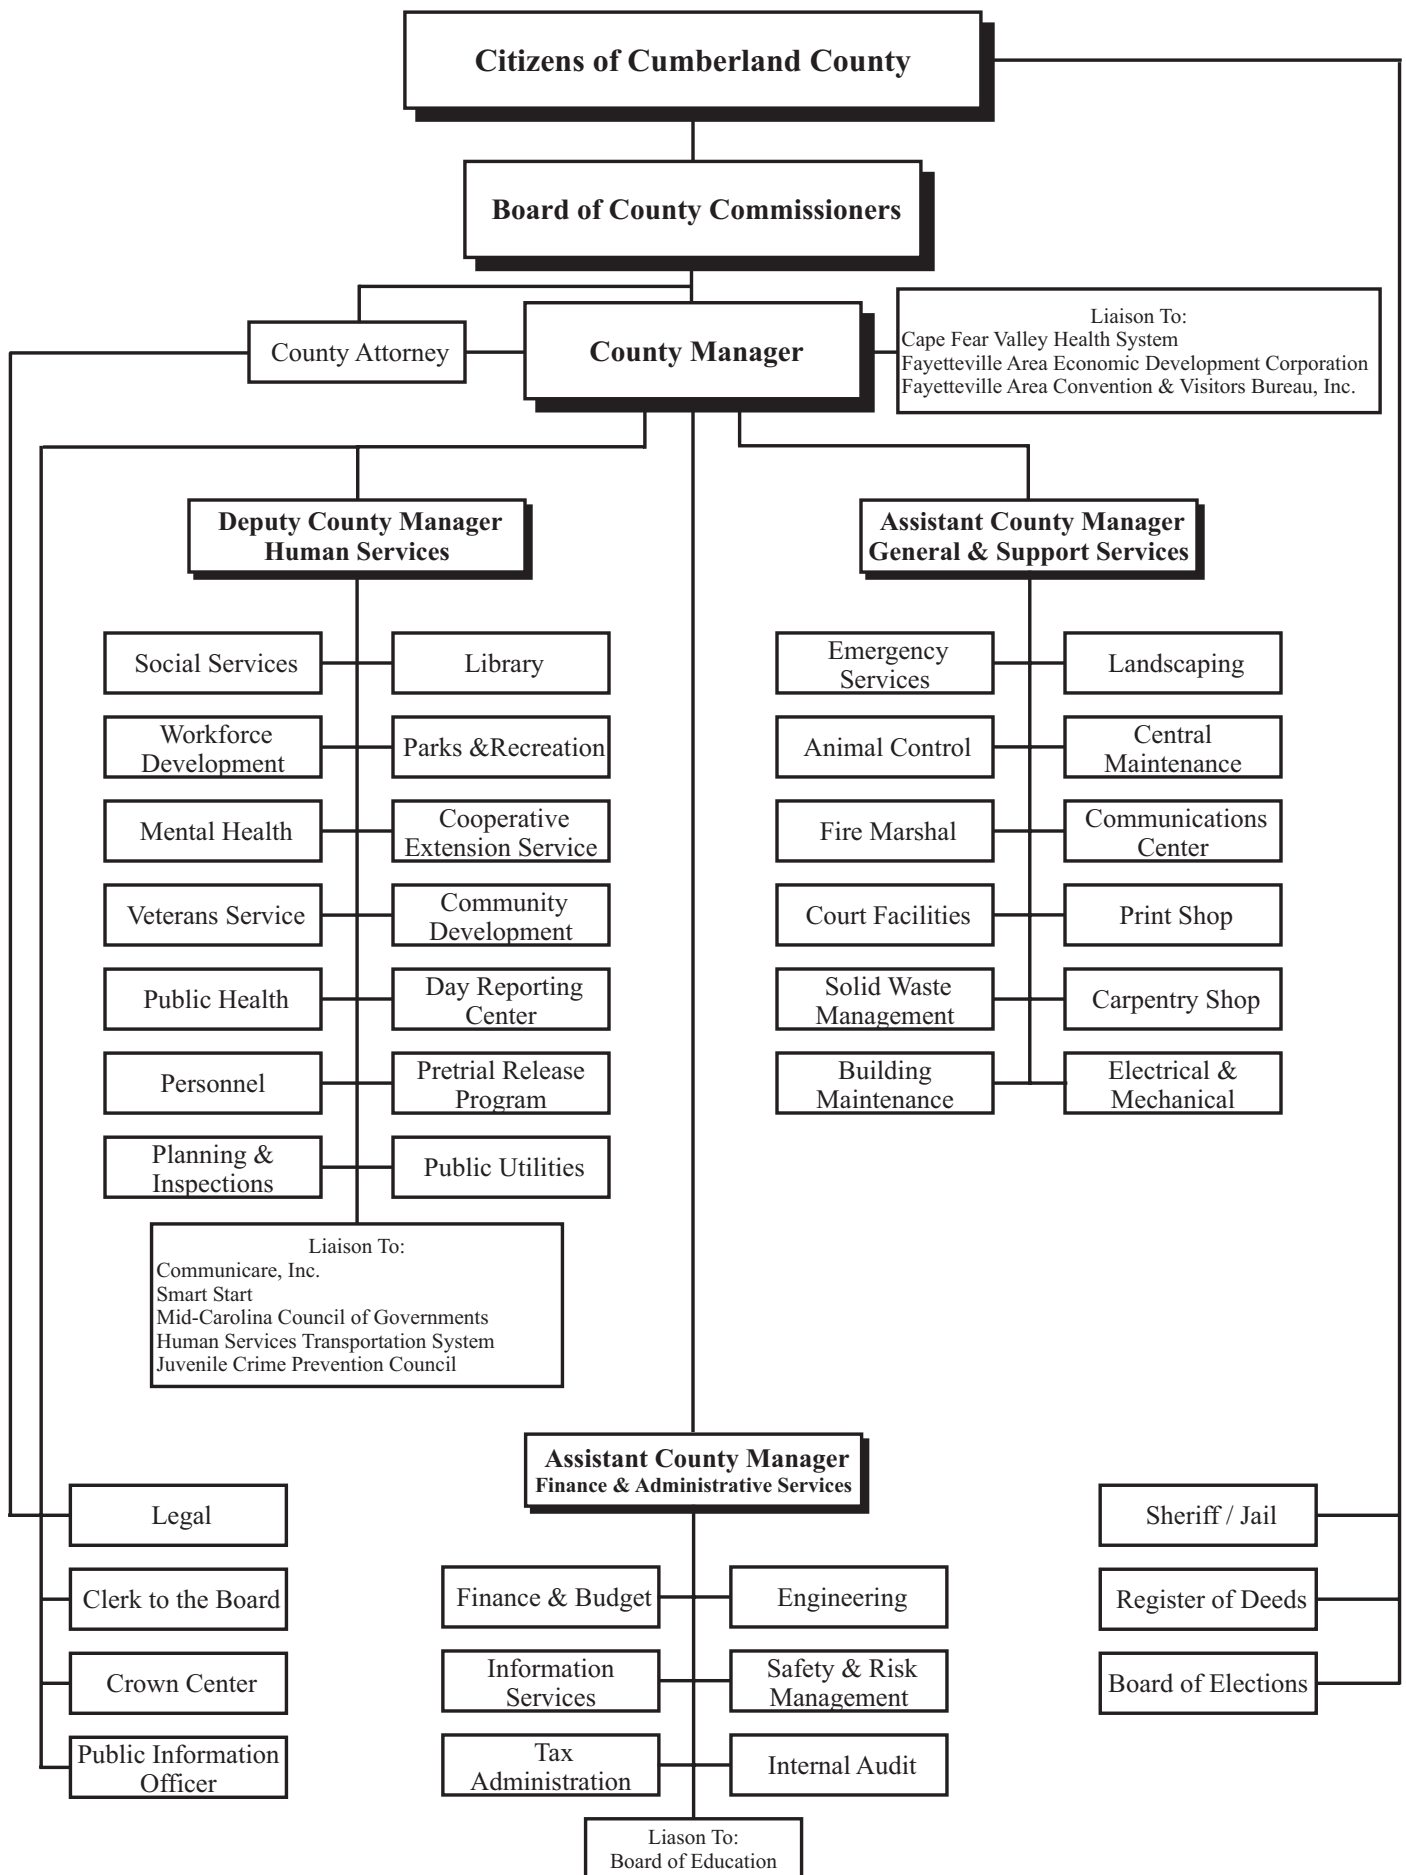 Citizens of Cumberland County
Board of County Commissioners
County Attorney
County Manager
Liaison To:
Cape Fear Valley Health System
Fayetteville Area Economic Development Corporation
Fayetteville Area Convention & Visitors Bureau, Inc.
Deputy County Manager
Human Services
Assistant County Manager
General & Support Services
Social Services
Library
Workforce
Development
Parks &Recreation
Mental Health
Cooperative
Extension Service
Veterans Service
Community
Development
Public Health
Day Reporting
Center
Personnel
Pretrial Release
Program
Planning &
Inspections
Public Utilities
Liaison To:
Communicare, Inc.
Smart Start
Mid-Carolina Council of Governments
Human Services Transportation System
Juvenile Crime Prevention Council
Emergency
Services
Landscaping
Animal Control
Central
Maintenance
Fire Marshal
Communications
Center
Court Facilities
Print Shop
Solid Waste
Management
Carpentry Shop
Building
Maintenance
Electrical &
Mechanical
Assistant County Manager
Finance & Administrative Services
Legal
Clerk to the Board
Crown Center
Public Information
Officer
Finance & Budget
Engineering
Information
Services
Safety & Risk
Management
Tax
Administration
Internal Audit
Liason To:
Board of Education
Sheriff / Jail
Register of Deeds
Board of Elections